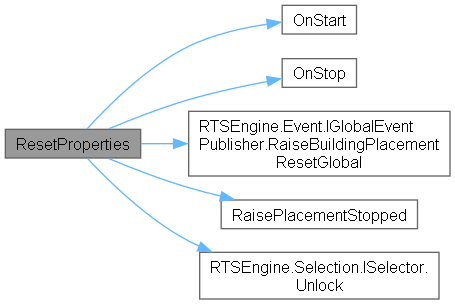 ResetProperties
OnStart
OnStop
RTSEngine.Event.IGlobalEvent
Publisher.RaiseBuildingPlacement
ResetGlobal
RaisePlacementStopped
RTSEngine.Selection.ISelector.
Unlock